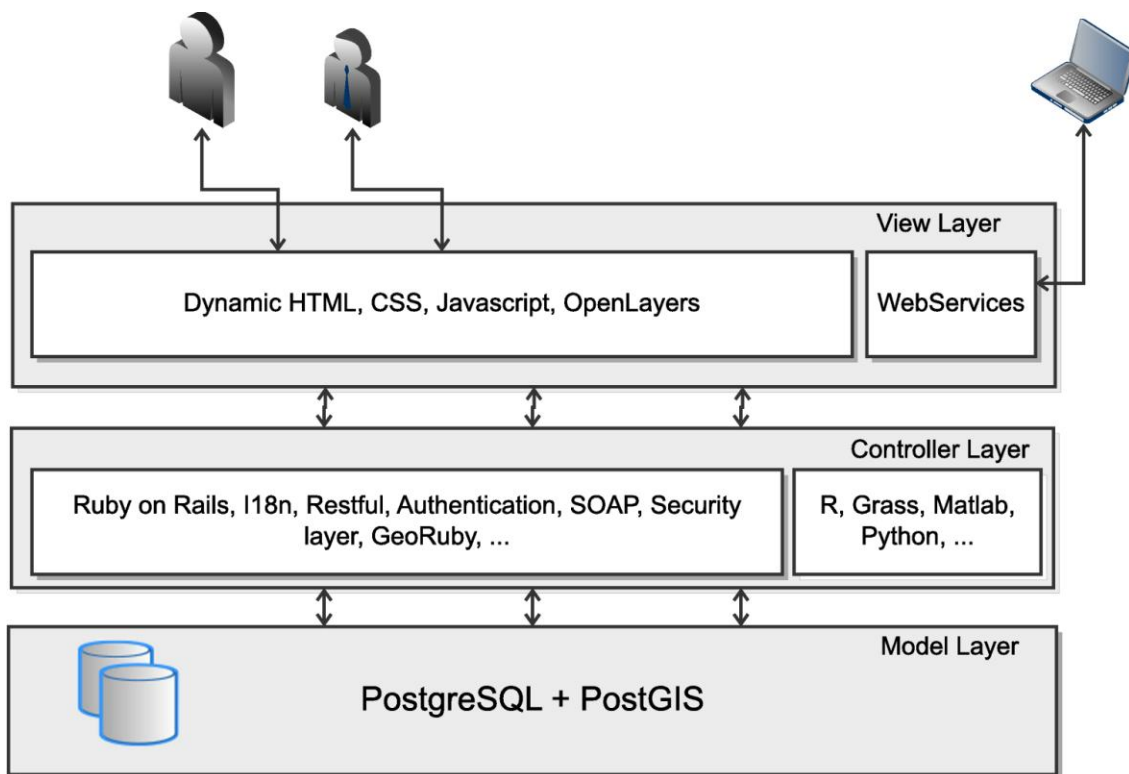 View Layer
Dynamic HTML, CSS, Javascript, OpenLayers
WebServices
Controller Layer
Ruby on Rails, I18n, Restful, Authentication, SOAP, Security
layer, GeoRuby, ...
R, Grass, Matlab,
Python, ...
Model Layer
PostgreSQL + PostGIS